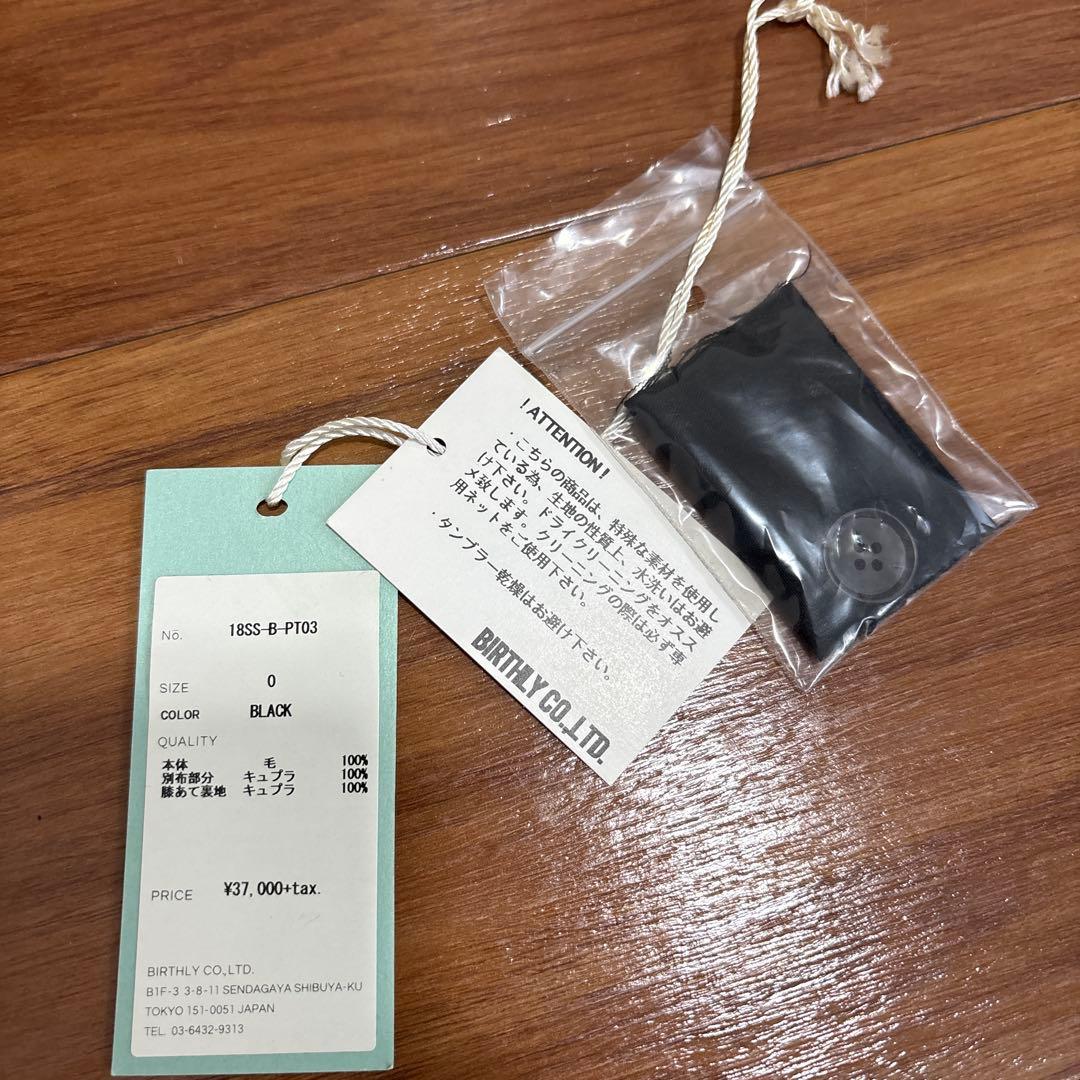 ! ATTENTION !
・こちらの商品は、特殊な素材を使用し
ている為、生地の性質上、水洗いはお避
け下さい。ドライクリーニングをオスス
メ致します。クリーニングの際は必ず専
用ネットをご使用下さい。
・タンブラー乾燥はお避け下さい。
BIRTHLY CO.,LTD.
No. 18SS-B-PT03
SIZE 0
COLOR BLACK
QUALITY
本体 毛 100%
別布部分 キュプラ 100%
膝あて裏地 キュプラ 100%
PRICE ¥37,000+tax.
BIRTHLY CO.,LTD.
B1F-3 3-8-11 SENDAGAYA SHIBUYA-KU
TOKYO 151-0051 JAPAN
TEL. 03-6432-9313